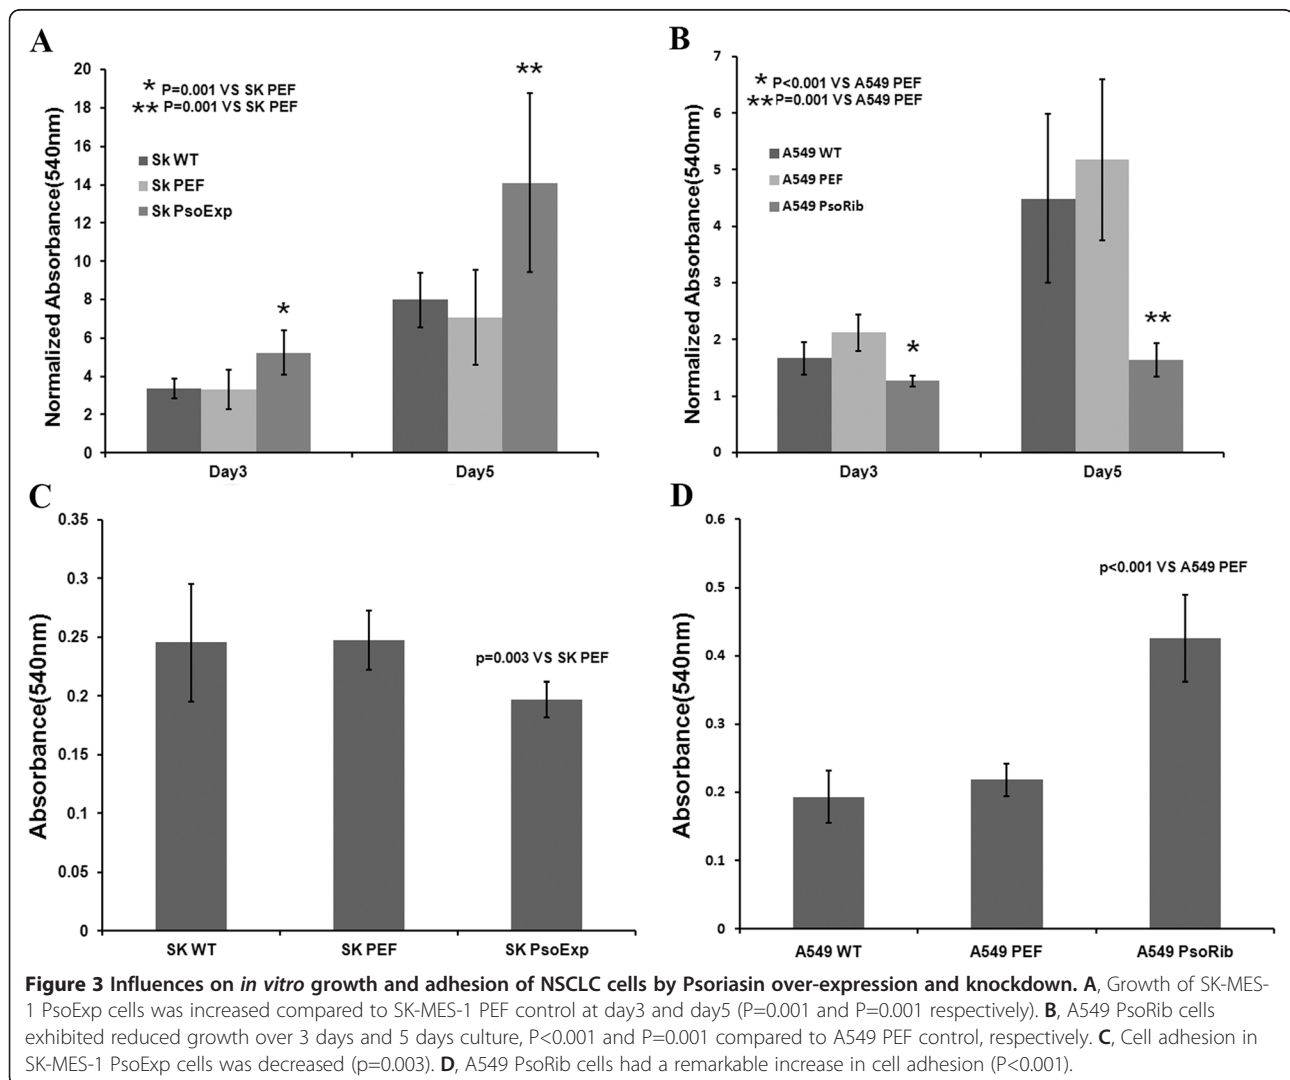 A
Normalized Absorbance(540nm)
20
18
16
14
12
10
8
6
4
2
0
* P=0.001 VS SK PEF
** P=0.001 VS SK PEF
Sk WT
Sk PEF
Sk PsoExp
*
**
Day3
Day5
B
Normalized Absorbance(540nm)
7
6
5
4
3
2
1
0
* P<0.001 VS A549 PEF
** P=0.001 VS A549 PEF
A549 WT
A549 PEF
A549 PsoRib
*
**
Day3
Day5
C
Absorbance(540nm)
0.35
0.3
0.25
0.2
0.15
0.1
0.05
0
p=0.003 VS SK PEF
SK WT
SK PEF
SK PsoExp
D
Absorbance(540nm)
0.6
0.5
0.4
0.3
0.2
0.1
0
p<0.001 VS A549 PEF
A549 WT
A549 PEF
A549 PsoRib
Figure 3 Influences on in vitro growth and adhesion of NSCLC cells by Psoriasin over-expression and knockdown. A, Growth of SK-MES-
1 PsoExp cells was increased compared to SK-MES-1 PEF control at day3 and day5 (P=0.001 and P=0.001 respectively). B, A549 PsoRib cells
exhibited reduced growth over 3 days and 5 days culture, P<0.001 and P=0.001 compared to A549 PEF control, respectively. C, Cell adhesion in
SK-MES-1 PsoExp cells was decreased (p=0.003). D, A549 PsoRib cells had a remarkable increase in cell adhesion (P<0.001).